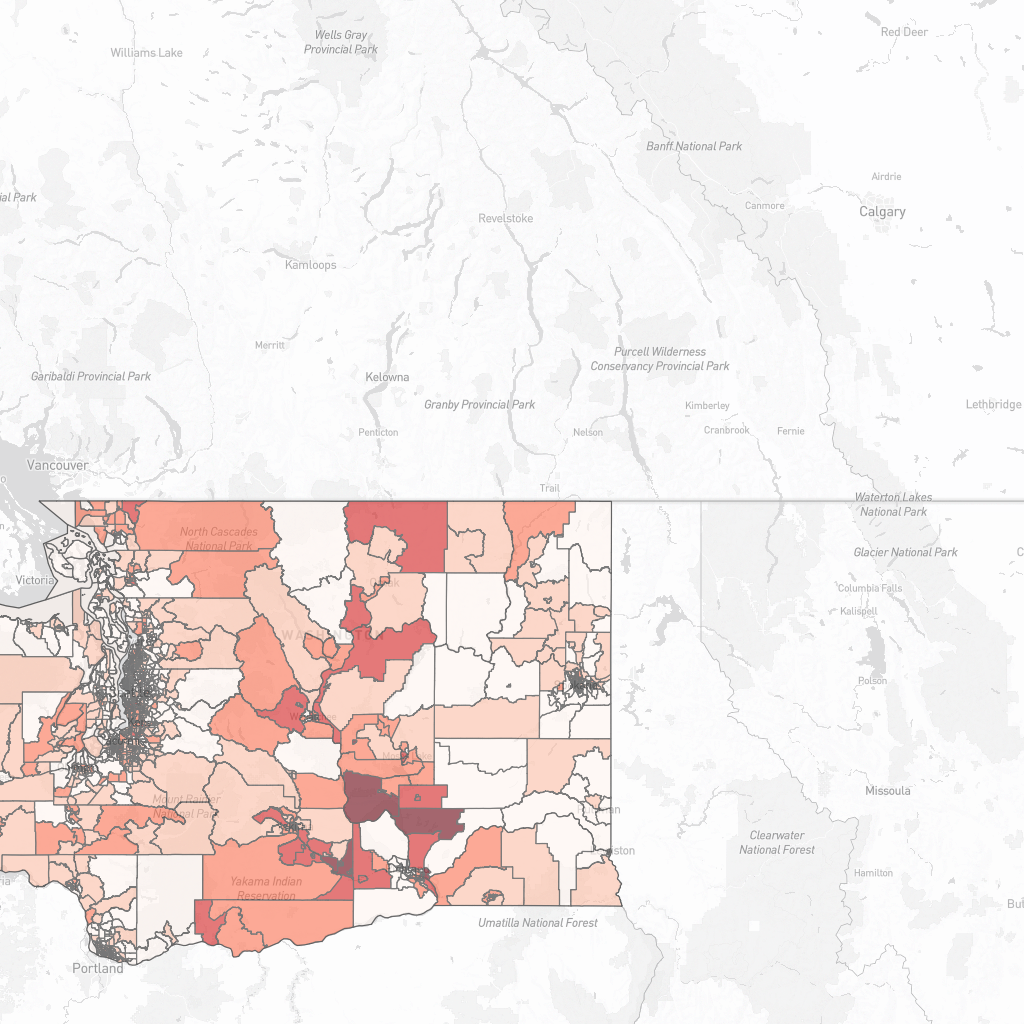 Williams Lake
Wells Gray
Provincial Park
Red Deer
Banff National Park
Airdrie
ial Park
Canmore
Calgary
Revelstoke
Kamloops
Merritt
Purcell Wilderness
Conservancy Provincial Park
Garibaldi Provincial Park
Kelowna
Granby Provincial Park
Kimberley
Lethbridge
Penticton
Nelson
Cranbrook
Fernie
Vancouver
Trail
Waterton Lakes
National Park
North Cascades
National Park
Glacier National Park
Victoria
Columbia Falls
Kalispell
WASHINGTON
Polson
Mount Rainier
National Park
Missoula
Clearwater
National Forest
Hamilton
Yakama Indian
Reservation
Umatilla National Forest
Portland